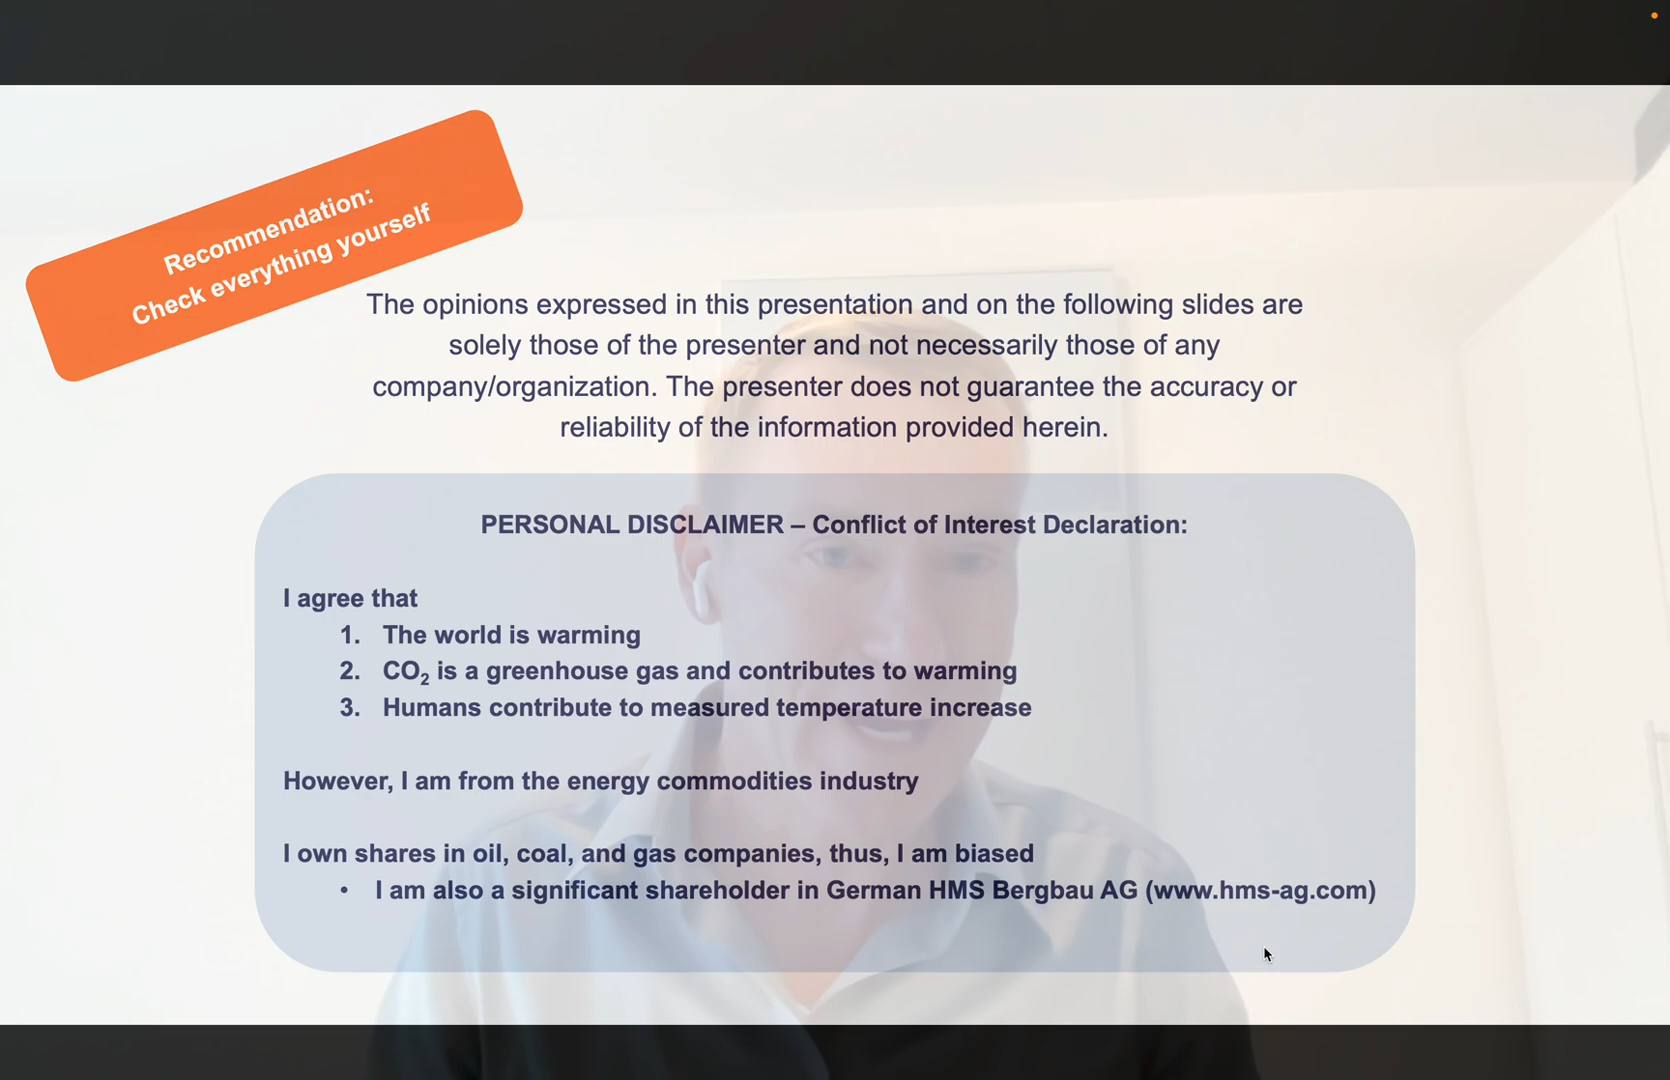 Recommendation:
Check everything yourself
The opinions expressed in this presentation and on the following slides are
solely those of the presenter and not necessarily those of any
company/organization. The presenter does not guarantee the accuracy or
reliability of the information provided herein.
PERSONAL DISCLAIMER – Conflict of Interest Declaration:
I agree that
1. The world is warming
2. CO₂ is a greenhouse gas and contributes to warming
3. Humans contribute to measured temperature increase
However, I am from the energy commodities industry
I own shares in oil, coal, and gas companies, thus, I am biased
• I am also a significant shareholder in German HMS Bergbau AG (www.hms-ag.com)